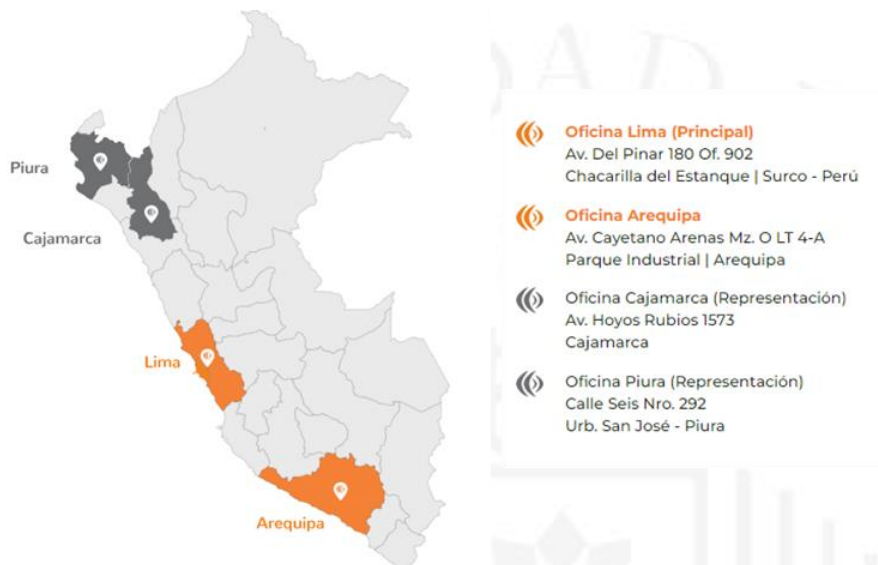 Piura
Cajamarca
Lima
Arequipa
Oficina Lima (Principal)
Av. Del Pinar 180 Of. 902
Chacarilla del Estanque | Surco - Perú
Oficina Arequipa
Av. Cayetano Arenas Mz. O LT 4-A
Parque Industrial | Arequipa
Oficina Cajamarca (Representación)
Av. Hoyos Rubios 1573
Cajamarca
Oficina Piura (Representación)
Calle Seis Nro. 292
Urb. San José - Piura